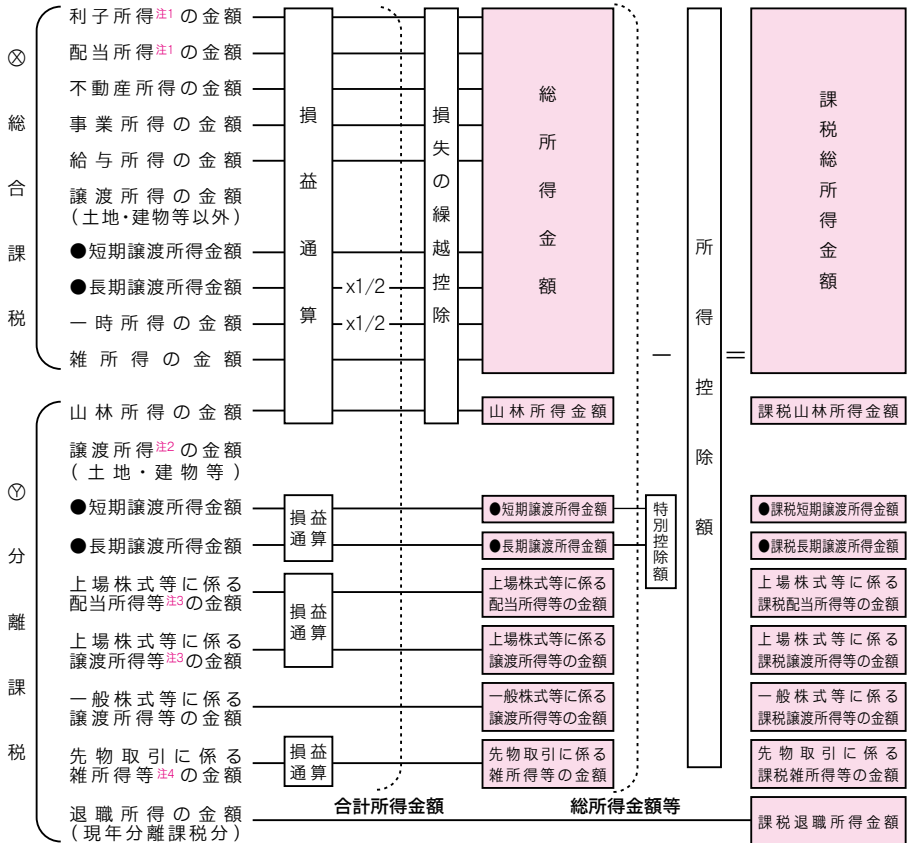 Ⓧ総合課税
利子所得注1の金額
配当所得注1の金額
不動産所得の金額
事業所得の金額
給与所得の金額
譲渡所得の金額
(土地・建物等以外)
●短期譲渡所得金額
●長期譲渡所得金額
一時所得の金額
雑所得の金額
山林所得の金額
損益通算
x1/2
x1/2
損失の繰越控除
総所得金額
山林所得金額
－
所得控除額
＝
課税総所得金額
課税山林所得金額
Ⓨ分離課税
譲渡所得注2の金額
(土地・建物等)
●短期譲渡所得金額
●長期譲渡所得金額
損益
通算
●短期譲渡所得金額
●長期譲渡所得金額
特別控除額
●課税短期譲渡所得金額
●課税長期譲渡所得金額
上場株式等に係る
配当所得等注3の金額
上場株式等に係る
譲渡所得等注3の金額
損益
通算
上場株式等に係る
配当所得等の金額
上場株式等に係る
譲渡所得等の金額
上場株式等に係る
課税配当所得等の金額
上場株式等に係る
課税譲渡所得等の金額
一般株式等に係る
譲渡所得等の金額
一般株式等に係る
譲渡所得等の金額
一般株式等に係る
課税譲渡所得等の金額
先物取引に係る
雑所得等注4の金額
損益
通算
先物取引に係る
雑所得等の金額
先物取引に係る
課税雑所得等の金額
合計所得金額
総所得金額等
退職所得の金額
(現年分離課税分)
課税退職所得金額